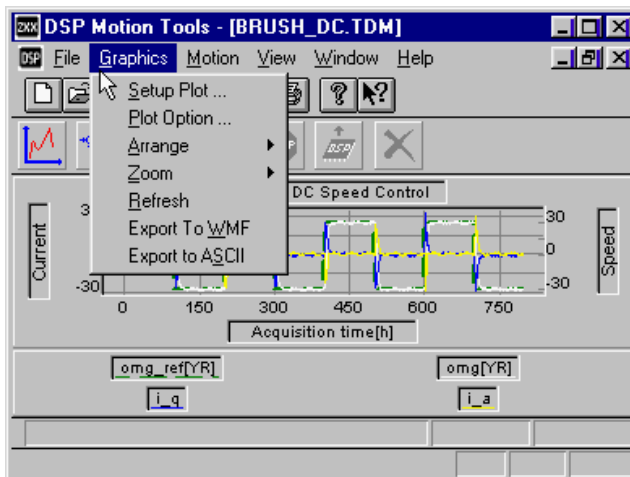 DSP Motion Tools - [BRUSH_DC.TDM]
File Graphics Motion View Window Help
Setup Plot ...
Plot Option ...
Arrange
Zoom
Refresh
Export To WMF
Export to ASCII
DSP
DC Speed Control
Current
Speed
30
0
-30
-30
0 150 300 450 600 750
Acquisition time[h]
omg_ref[YR] omg[YR]
i_q i_a